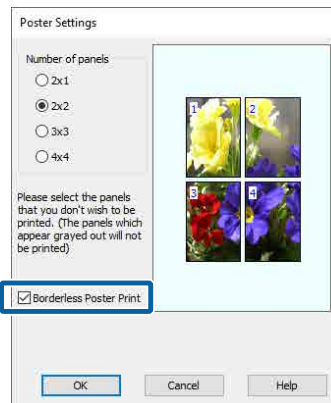 Poster Settings
Number of panels
2x1
2x2
3x3
4x4
Please select the panels
that you don't wish to be
printed. (The panels which
appear grayed out will not
be printed)
Borderless Poster Print
1
2
3
4
OK
Cancel
Help